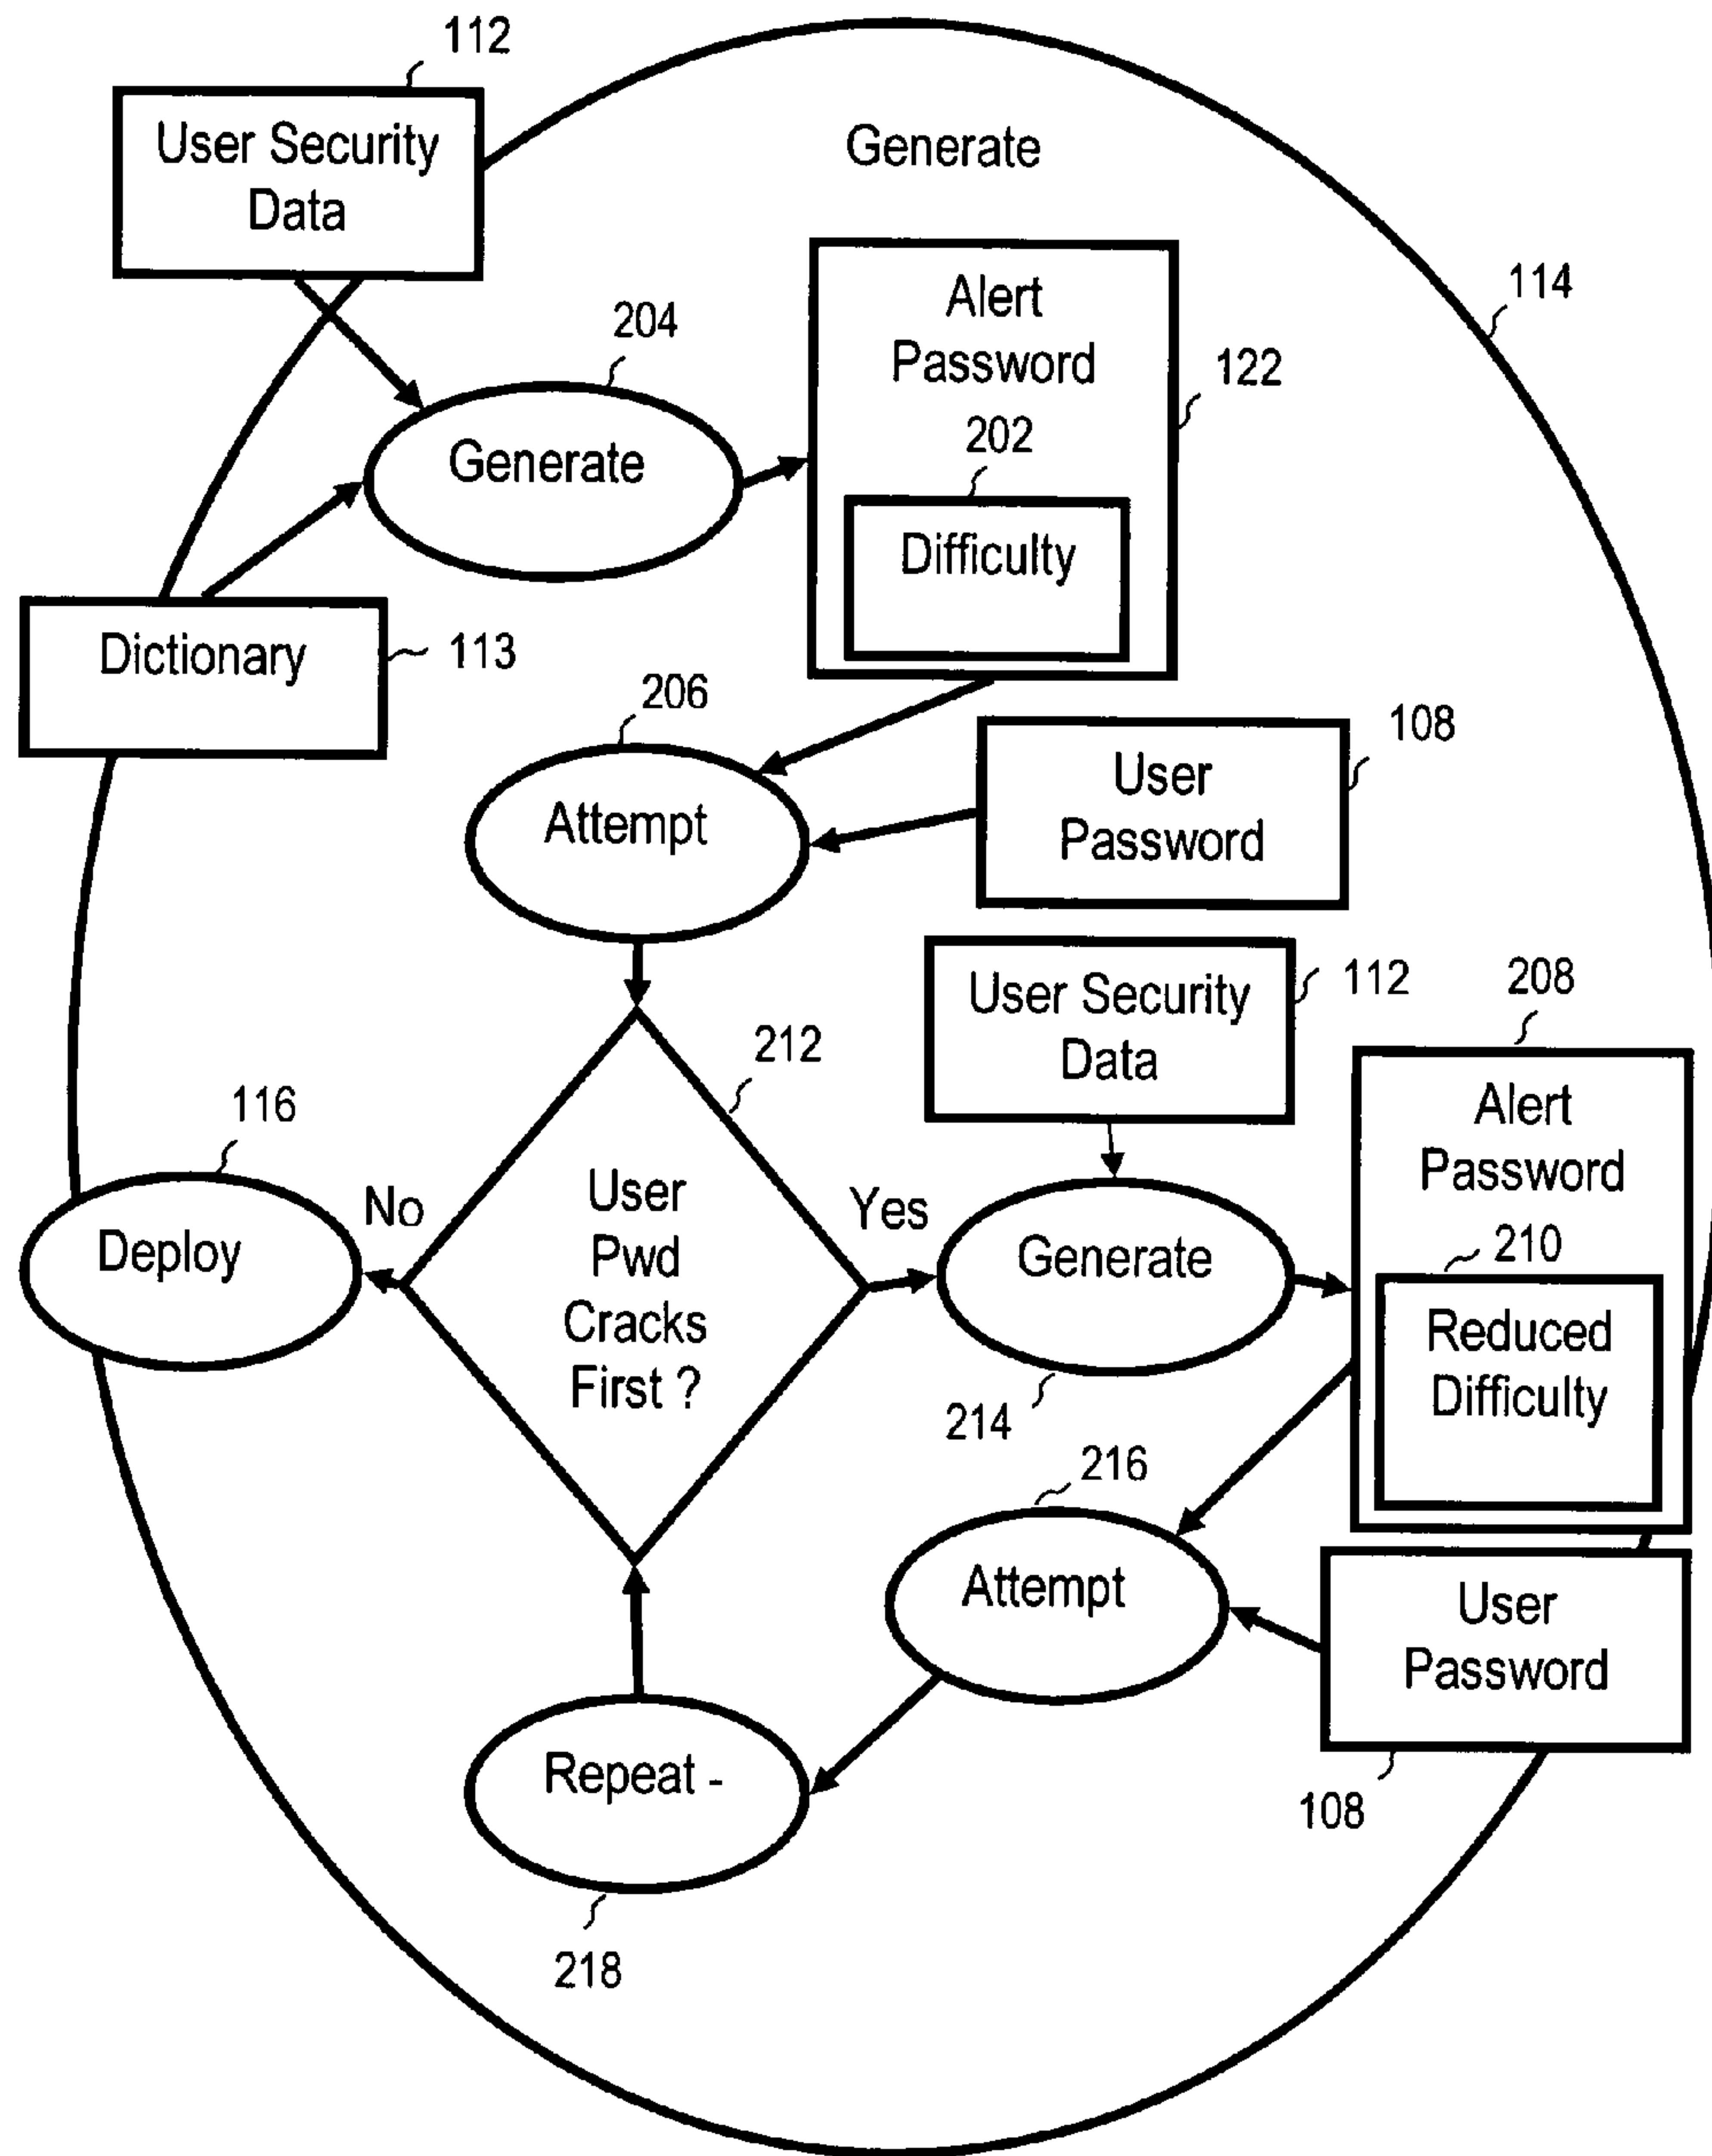 112
User Security
Data
Generate
114
204
Generate
Alert
Password
122
202
Difficulty
Dictionary
113
206
Attempt
108
User
Password
User Security
Data
112
208
Alert
Password
210
Reduced
Difficulty
212
User
Pwd
Cracks
First ?
116
Deploy
No
Yes
Generate
214
216
Attempt
User
Password
108
Repeat -
218